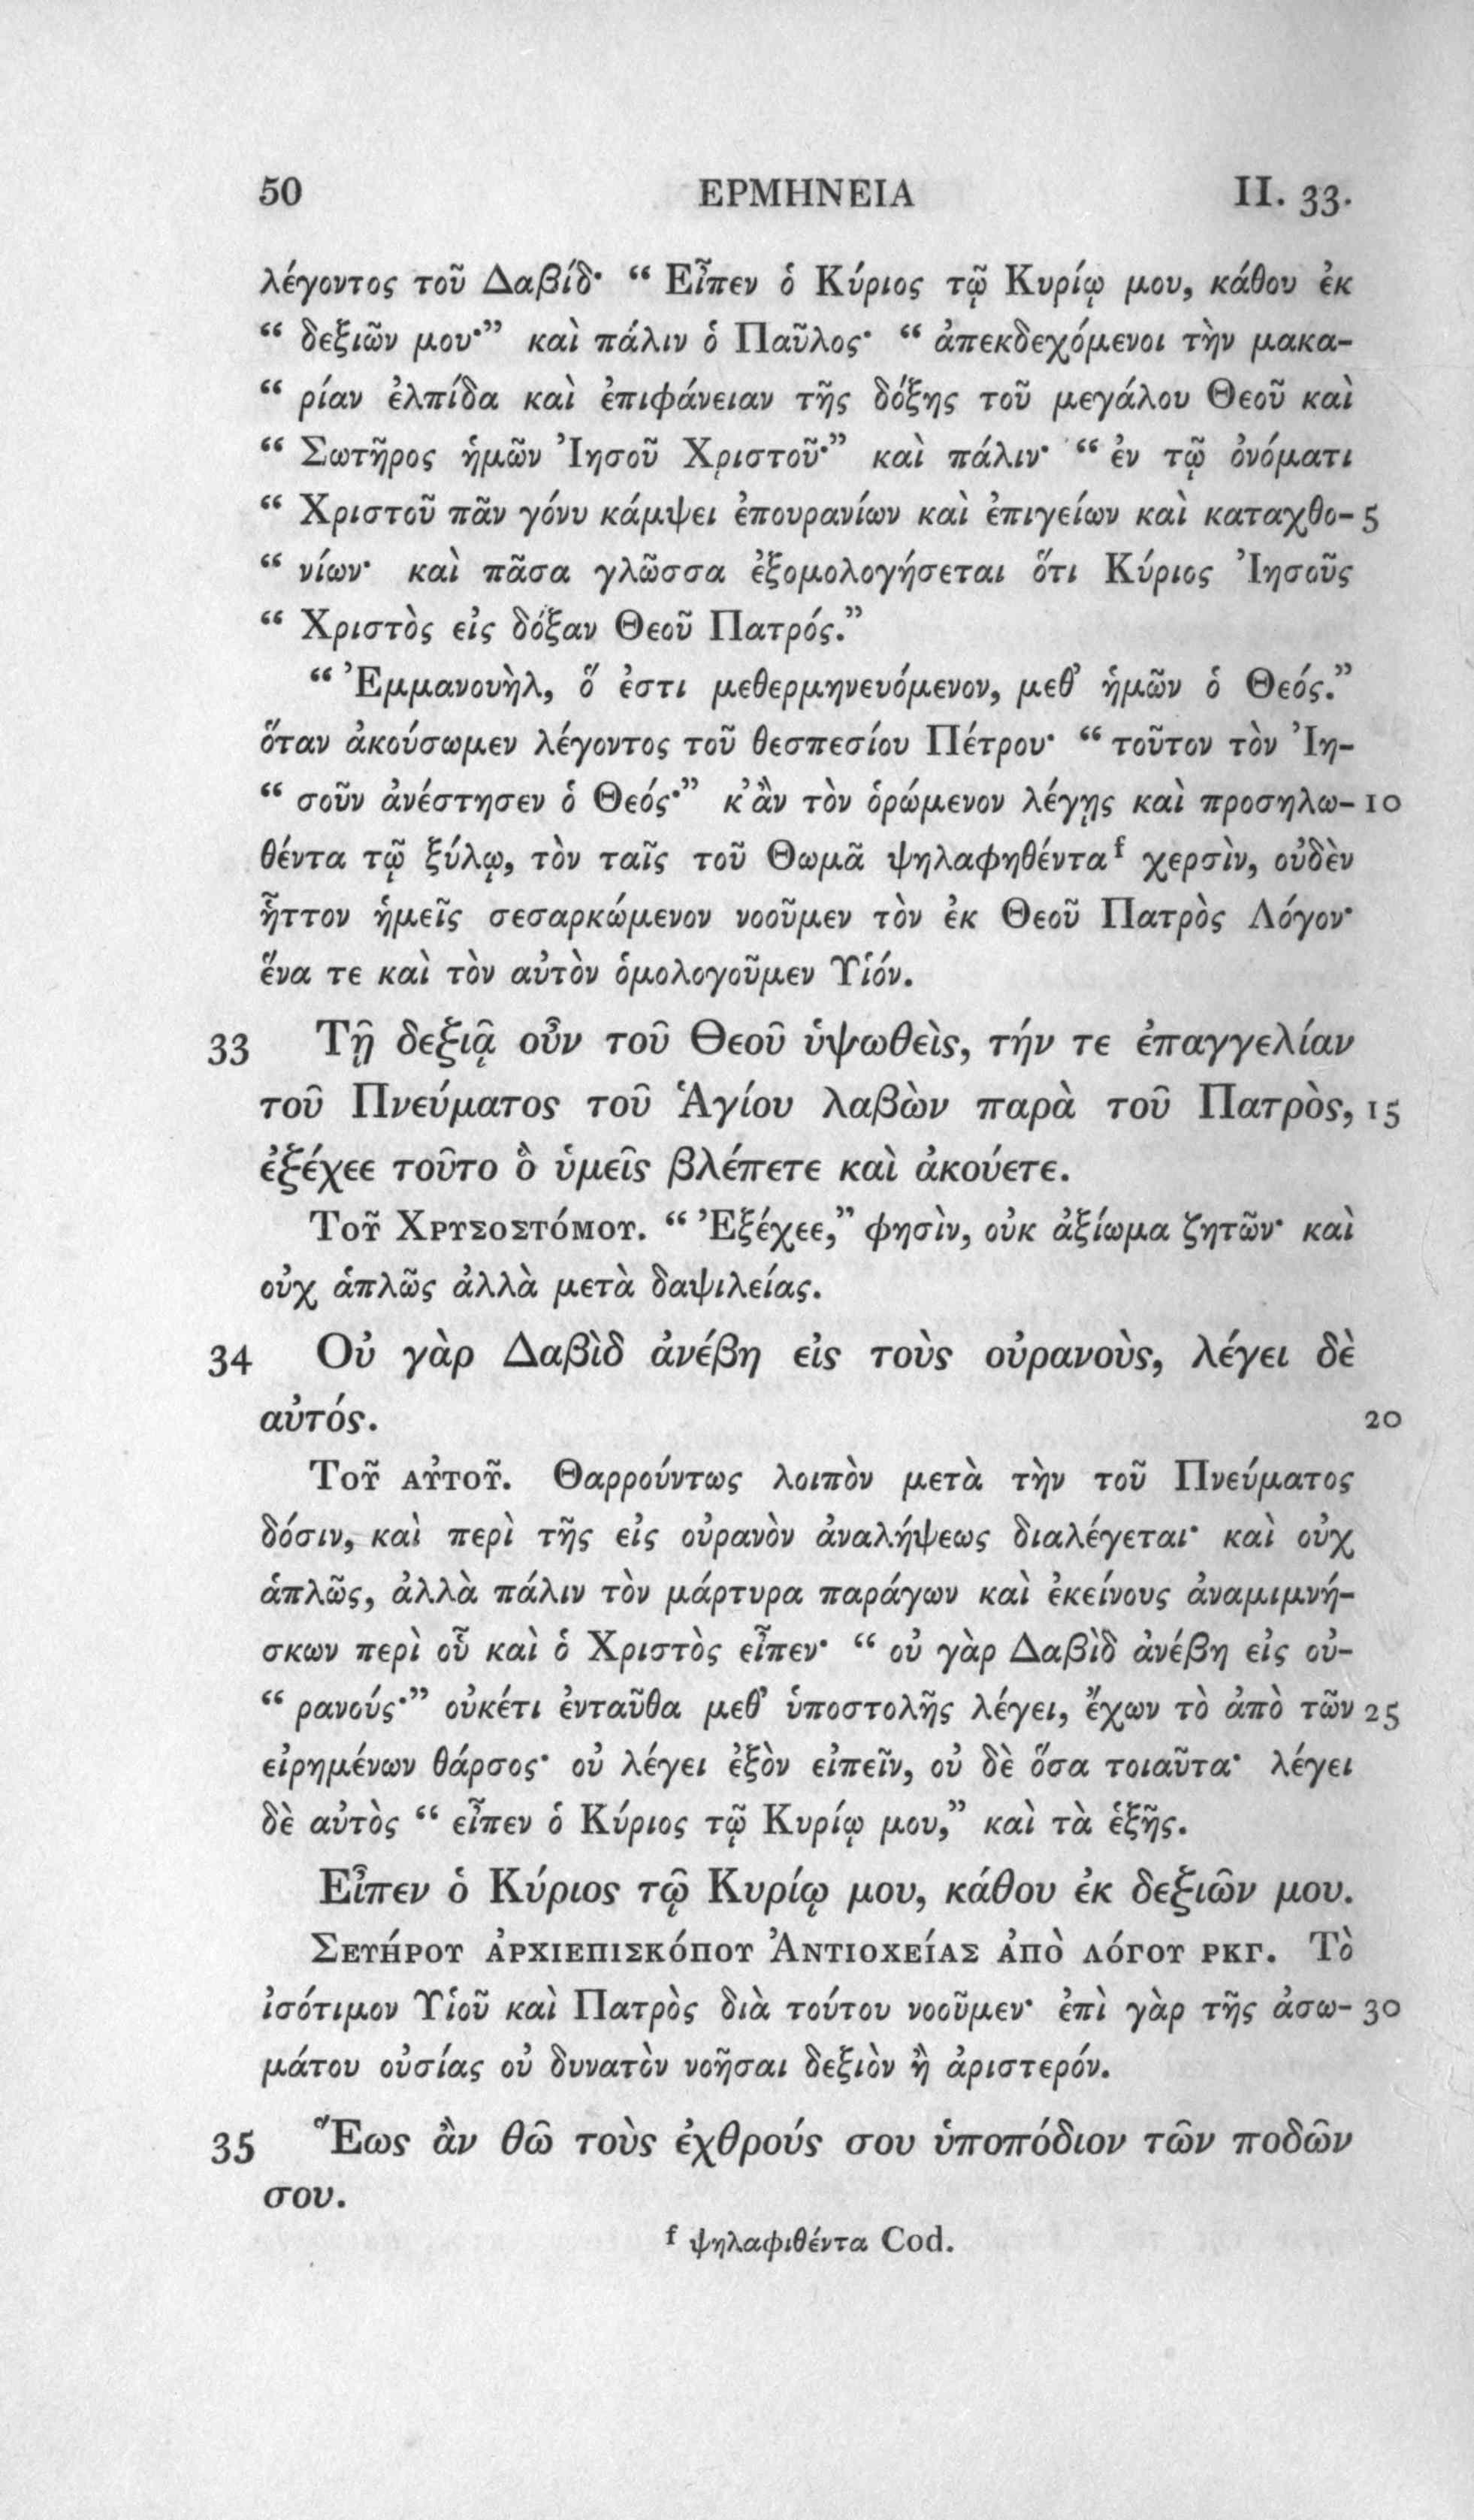 50 ΕΡΜΗΝΕΙΑ II. 33.
λέγοντος τοῦ Δαβίδ· “ Εἶπεν ὁ Κύριος τῷ Κυρίῳ μου, κάθου ἐκ
“ δεξιῶν μου·” καὶ πάλιν ὁ Παῦλος· “ ἀπεκδεχόμενοι τὴν μακα-
“ ρίαν ἐλπίδα καὶ ἐπιφάνειαν τῆς δόξης τοῦ μεγάλου Θεοῦ καὶ
“ Σωτῆρος ἡμῶν Ἰησοῦ Χριστοῦ·” καὶ πάλιν· “ ἐν τῷ ὀνόματι
“ Χριστοῦ πᾶν γόνυ κάμψει ἐπουρανίων καὶ ἐπιγείων καὶ καταχθο- 5
“ νίων· καὶ πᾶσα γλῶσσα ἐξομολογήσεται ὅτι Κύριος Ἰησοῦς
“ Χριστὸς εἰς δόξαν Θεοῦ Πατρός.”
“ Ἐμμανουὴλ, ὅ ἐστι μεθερμηνευόμενον, μεθ’ ἡμῶν ὁ Θεός.”
ὅταν ἀκούσωμεν λέγοντος τοῦ θεσπεσίου Πέτρου· “ τοῦτον τὸν Ἰη-
“ σοῦν ἀνέστησεν ὁ Θεός·” κ’ ἂν τὸν ὁρώμενον λέγῃς καὶ προσηλω- 10
θέντα τῷ ξύλῳ, τὸν ταῖς τοῦ Θωμᾶ ψηλαφηθέντα f χερσὶν, οὐδὲν
ἧττον ἡμεῖς σεσαρκώμενον νοοῦμεν τὸν ἐκ Θεοῦ Πατρὸς Λόγον·
ἕνα τε καὶ τὸν αὐτὸν ὁμολογοῦμεν Υἱόν.
33 Τῇ δεξιᾷ οὖν τοῦ Θεοῦ ὑψωθεὶς, τήν τε ἐπαγγελίαν
τοῦ Πνεύματος τοῦ Ἁγίου λαβὼν παρὰ τοῦ Πατρὸς, 15
ἐξέχεε τοῦτο ὃ ὑμεῖς βλέπετε καὶ ἀκούετε.
Τοῦ Χρυσοστόμου. “ Ἐξέχεε,” φησὶν, οὐκ ἀξίωμα ζητῶν· καὶ
οὐχ ἁπλῶς ἀλλὰ μετὰ δαψιλείας.
34 Οὐ γὰρ Δαβὶδ ἀνέβη εἰς τοὺς οὐρανοὺς, λέγει δὲ
αὐτός. 20
Τοῦ αὐτοῦ. Θαρρούντως λοιπὸν μετὰ τὴν τοῦ Πνεύματος
δόσιν, καὶ περὶ τῆς εἰς οὐρανὸν ἀναλήψεως διαλέγεται· καὶ οὐχ
ἁπλῶς, ἀλλὰ πάλιν τὸν μάρτυρα παράγων καὶ ἐκείνους ἀναμιμνή-
σκων περὶ οὗ καὶ ὁ Χριστὸς εἶπεν· “ οὐ γὰρ Δαβὶδ ἀνέβη εἰς οὐ-
“ ρανούς·” οὐκέτι ἐνταῦθα μεθ’ ὑποστολῆς λέγει, ἔχων τὸ ἀπὸ τῶν 25
εἰρημένων θάρσος· οὐ λέγει ἐξὸν εἰπεῖν, οὐ δὲ ὅσα τοιαῦτα· λέγει
δὲ αὐτὸς “ εἶπεν ὁ Κύριος τῷ Κυρίῳ μου,” καὶ τὰ ἑξῆς.
Εἶπεν ὁ Κύριος τῷ Κυρίῳ μου, κάθου ἐκ δεξιῶν μου.
Σευήρου ἀρχιεπισκόπου Ἀντιοχείας ἀπὸ λόγου ρκγ. Τὸ
ἰσότιμον Υἱοῦ καὶ Πατρὸς διὰ τούτου νοοῦμεν· ἐπὶ γὰρ τῆς ἀσω- 30
μάτου οὐσίας οὐ δυνατὸν νοῆσαι δεξιὸν ἢ ἀριστερόν.
35 Ἕως ἂν θῶ τοὺς ἐχθρούς σου ὑποπόδιον τῶν ποδῶν
σου.
f ψηλαφιθέντα Cod.